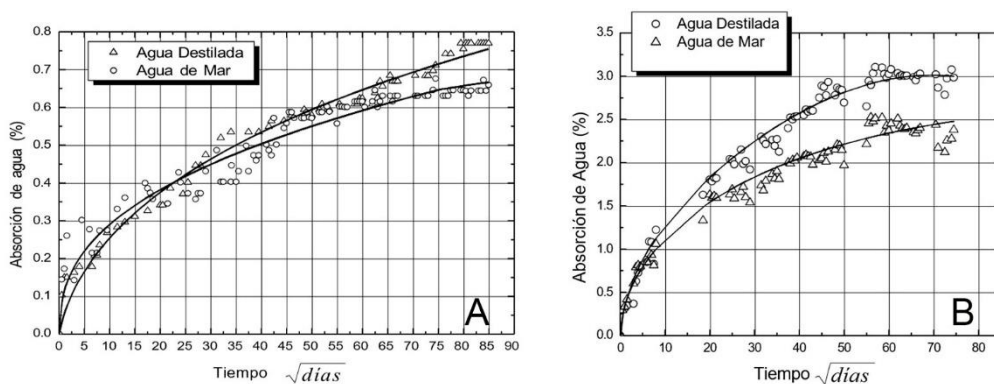 Agua Destilada
Agua de Mar
Absorción de agua (%)
0.8
0.7
0.6
0.5
0.4
0.3
0.2
0.1
0.0
0 5 10 15 20 25 30 35 40 45 50 55 60 65 70 75 80 85 90
Tiempo √días
A
Agua Destilada
Agua de Mar
Absorción de Agua (%)
3.5
3.0
2.5
2.0
1.5
1.0
0.5
0.0
0 10 20 30 40 50 60 70 80
Tiempo √días
B